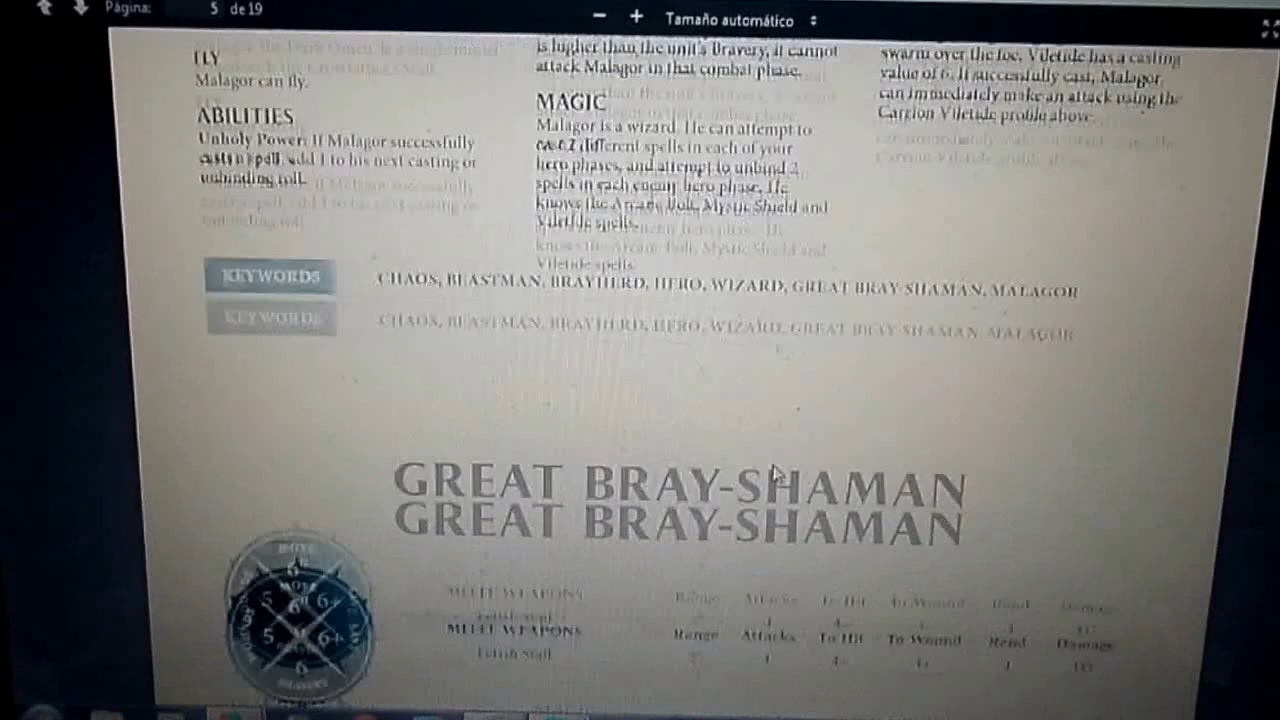 Página: 5 de 19
Tamaño automático
FLY
Malagor can fly.
ABILITIES
Unholy Power: If Malagor successfully
casts a spell, add 1 to his next casting or
unbinding roll.
is higher than the unit's Bravery, it cannot
attack Malagor in that combat phase.
MAGIC
Malagor is a wizard. He can attempt to
cast 2 different spells in each of your
hero phases, and attempt to unbind 2
spells in each enemy hero phase. He
knows the Arcane Bolt, Mystic Shield and
Viletide spells.
swarm over the foe. Viletide has a casting
value of 6. If successfully cast, Malagor
can immediately make an attack using the
Carrion Viletide profile above.
KEYWORDS
CHAOS, BEASTMAN, BRAYHERD, HERO, WIZARD, GREAT BRAY-SHAMAN, MALAGOR
GREAT BRAY-SHAMAN
MELEE WEAPONS Range Attacks To Hit To Wound Rend Damage
Fetish Staff
MOVE
6
5 6+
6
BRAVERY